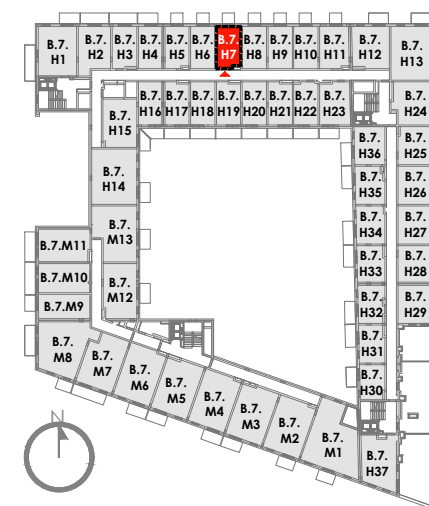 B.7.
H1
B.7.
H2
B.7.
H3
B.7.
H4
B.7.
H5
B.7.
H6
B.7.
H7
B.7.
H8
B.7.
H9
B.7.
H10
B.7.
H11
B.7.
H12
B.7.
H13
B.7.
H15
B.7.
H16
B.7.
H17
B.7.
H18
B.7.
H19
B.7.
H20
B.7.
H21
B.7.
H22
B.7.
H23
B.7.
H24
B.7.
H36
B.7.
H25
B.7.
H14
B.7.
H35
B.7.
H26
B.7.
M13
B.7.
H34
B.7.
H27
B.7.M11
B.7.
H33
B.7.
H28
B.7.M10
B.7.
M12
B.7.
H32
B.7.
H29
B.7.M9
B.7.
H31
B.7.
M8
B.7.
M7
B.7.
M6
B.7.
M5
B.7.
M4
B.7.
M3
B.7.
M2
B.7.
M1
B.7.
H30
B.7.
H37
N